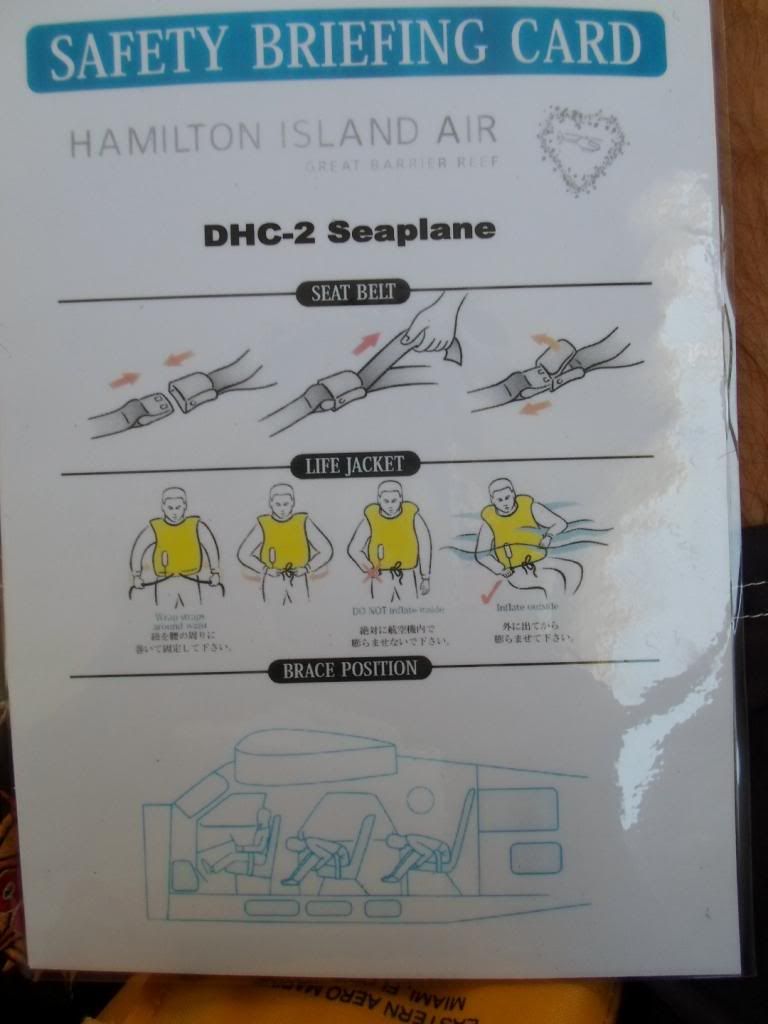 SAFETY BRIEFING CARD
HAMILTON ISLAND AIR
GREAT BARRIER REEF
DHC-2 Seaplane
SEAT BELT
LIFE JACKET
Wrap straps
around waist
紐を腰の周りに
巻いて固定して下さい。
DO NOT inflate inside
絶対に航空機内で
膨らませないで下さい。
Inflate outside
外に出てから
膨らませて下さい。
BRACE POSITION
EASTERN AERO
MIAMI,